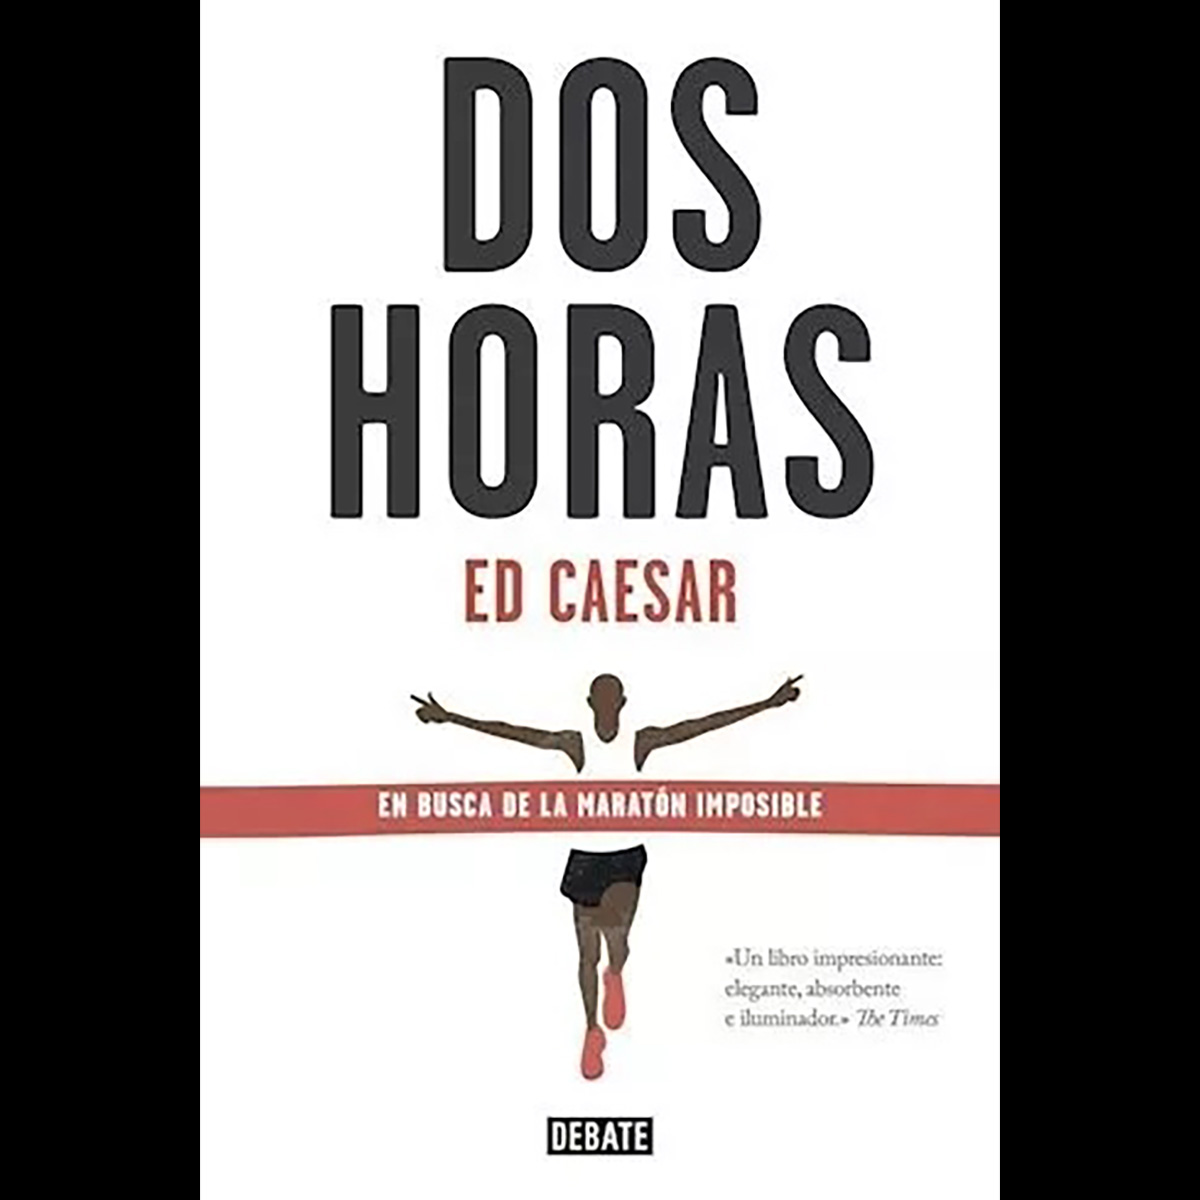 DOS
HORAS
ED CAESAR
EN BUSCA DE LA MARATÓN IMPOSIBLE
«Un libro impresionante:
elegante, absorbente
e iluminador.» The Times
DEBATE